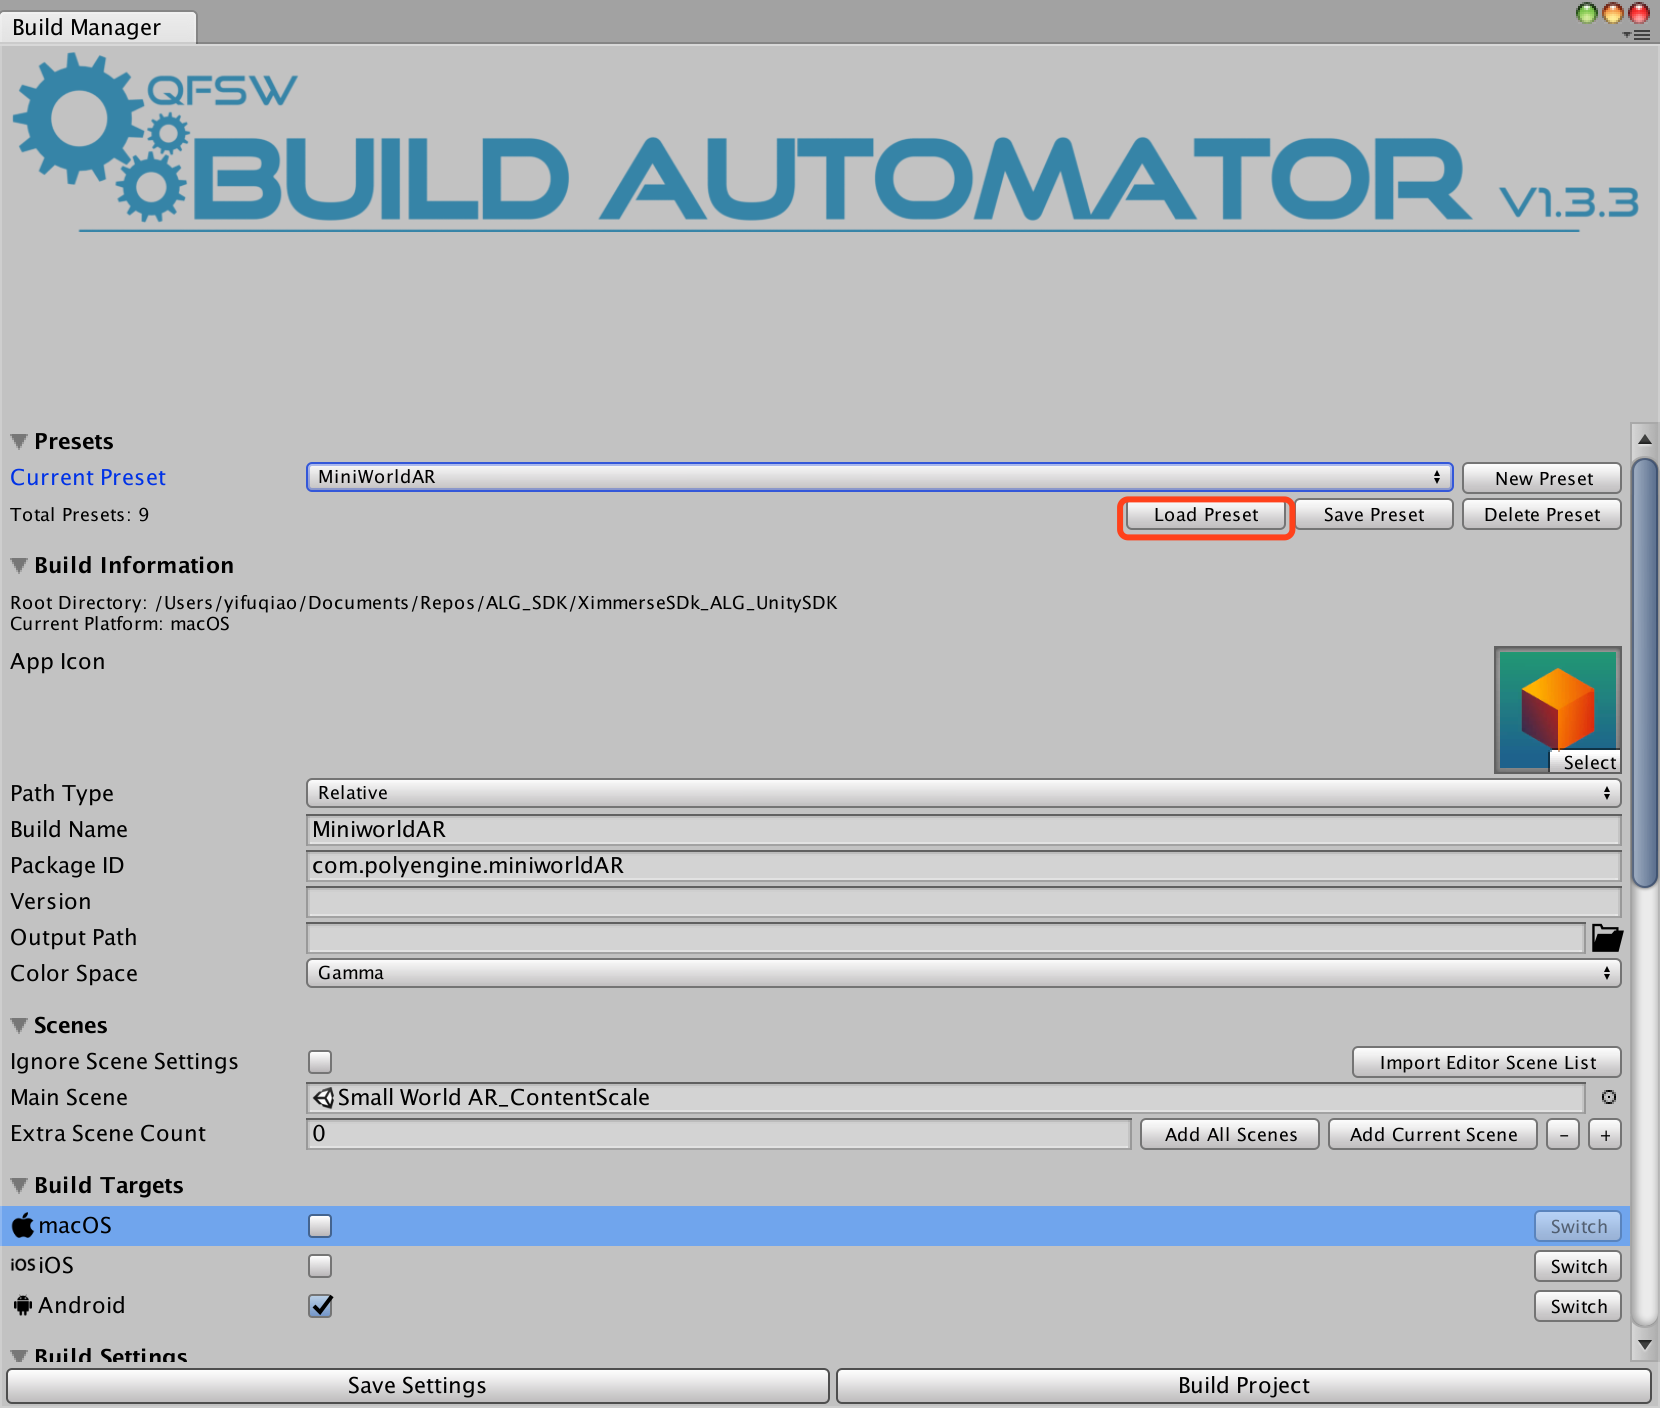 Build Manager
QFSW
BUILD AUTOMATOR V1.3.3
Presets
Current Preset MiniWorldAR New Preset
Total Presets: 9 Load Preset Save Preset Delete Preset
Build Information
Root Directory: /Users/yifuqiao/Documents/Repos/ALG_SDK/XimmerseSDk_ALG_UnitySDK
Current Platform: macOS
App Icon
Select
Path Type Relative
Build Name MiniworldAR
Package ID com.polyengine.miniworldAR
Version
Output Path
Color Space Gamma
Scenes
Ignore Scene Settings Import Editor Scene List
Main Scene Small World AR_ContentScale
Extra Scene Count 0 Add All Scenes Add Current Scene - +
Build Targets
macOS Switch
iOS iOS Switch
Android Switch
Build Settings
Save Settings Build Project